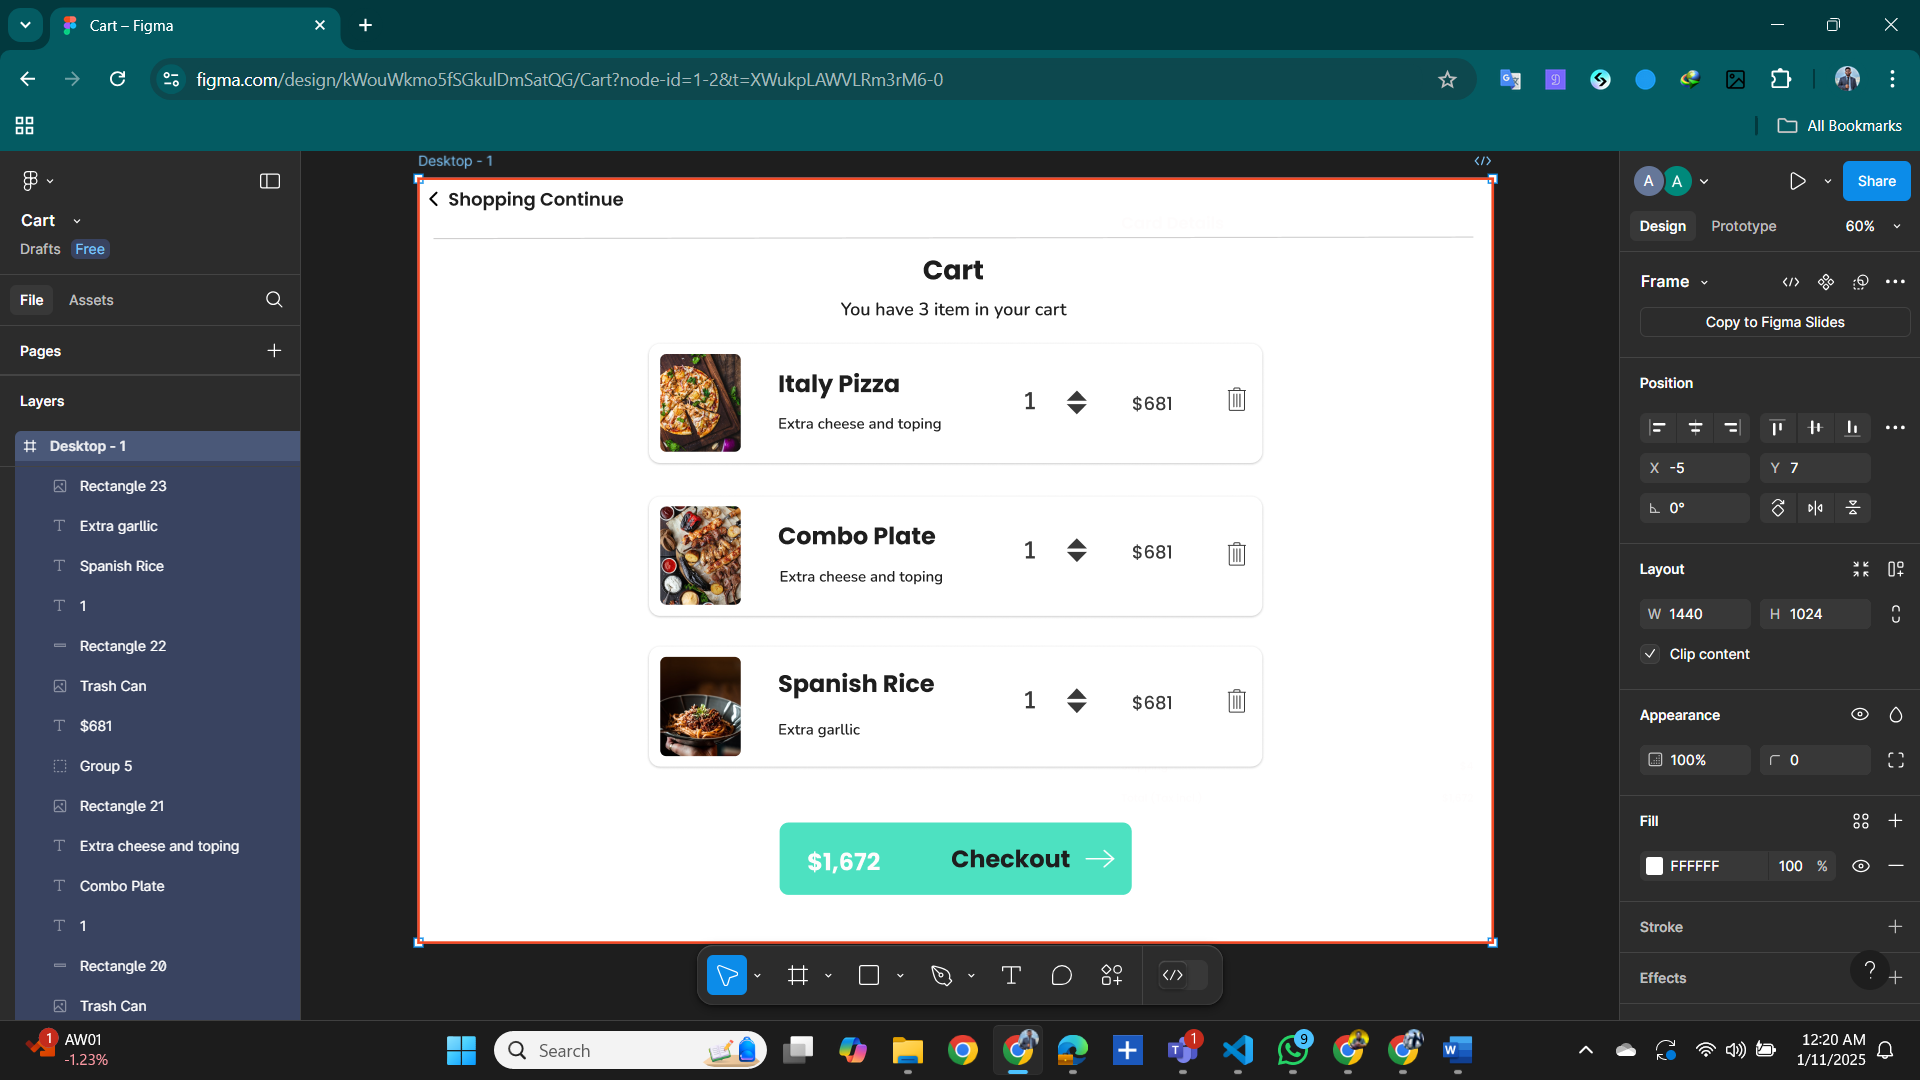 Cart – Figma
figma.com/design/kWouWkmo5fSGkulDmSatQG/Cart?node-id=1-2&t=XWukpLAWVLRm3rM6-0
All Bookmarks
Cart
Drafts Free
File Assets
Pages
Layers
Desktop - 1
Rectangle 23
Extra garllic
Spanish Rice
1
Rectangle 22
Trash Can
$681
Group 5
Rectangle 21
Extra cheese and toping
Combo Plate
1
Rectangle 20
Trash Can
Desktop - 1
Shopping Continue
Cart
You have 3 item in your cart
Italy Pizza
Extra cheese and toping
1
$681
Combo Plate
Extra cheese and toping
1
$681
Spanish Rice
Extra garllic
1
$681
$1,672 Checkout
A A Share
Design Prototype 60%
Frame
Copy to Figma Slides
Position
X -5 Y 7
0°
Layout
W 1440 H 1024
Clip content
Appearance
100% 0
Fill
FFFFFF 100 %
Stroke
Effects
?
1
AW01
-1.23%
Search
1
9
12:20 AM
1/11/2025